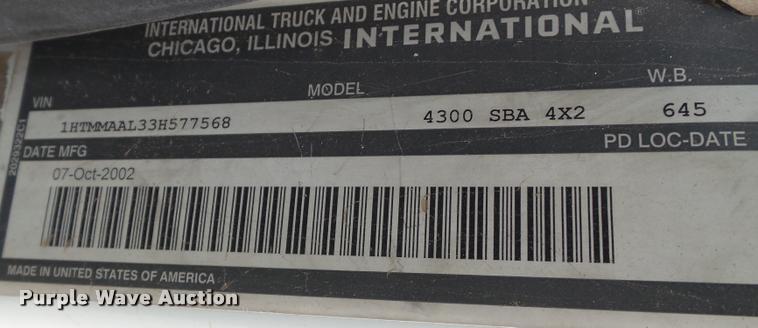 INTERNATIONAL TRUCK AND ENGINE CORPORATION
CHICAGO, ILLINOIS INTERNATIONAL®
VIN MODEL W.B.
1HTMMAAL33H577568 4300 SBA 4X2 645
DATE MFG PD LOC-DATE
07-Oct-2002
2029322C1
MADE IN UNITED STATES OF AMERICA
Purple Wave Auction